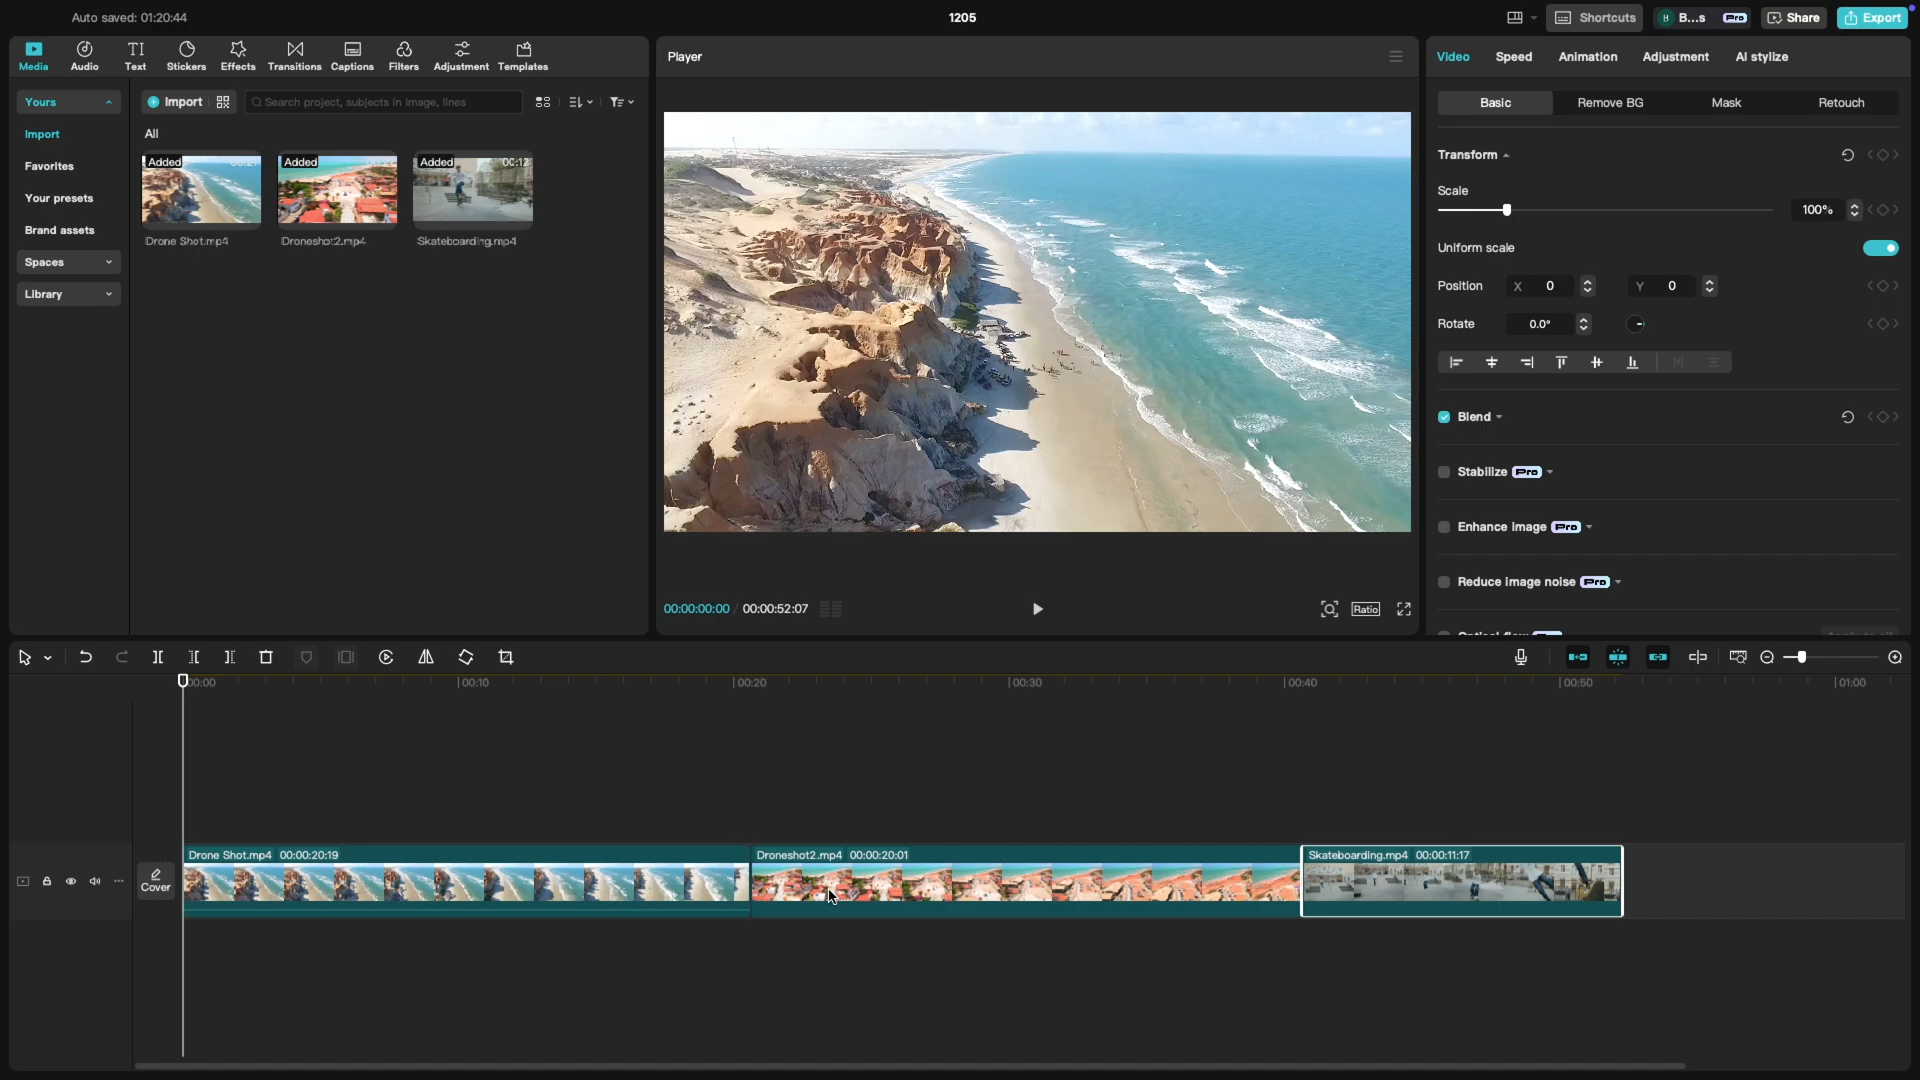 Auto saved: 01:20:44
1205
Shortcuts
B...s
Pro
Share
Export
Media
Audio
Text
Stickers
Effects
Transitions
Captions
Filters
Adjustment
Templates
Player
Video
Speed
Animation
Adjustment
AI stylize
Yours
Import
Search project, subjects in image, lines
Basic
Remove BG
Mask
Retouch
Import
All
Favorites
Your presets
Brand assets
Spaces
Library
Added
Added
Added
00:12
Drone Shot.mp4
Droneshot2.mp4
Skateboarding.mp4
Transform
Scale
100%
Uniform scale
Position
X 0
Y 0
Rotate
0.0°
Blend
Stabilize Pro
Enhance image Pro
Reduce image noise Pro
00:00:00:00 / 00:00:52:07
Ratio
00:00
00:10
00:20
00:30
00:40
00:50
01:00
Cover
Drone Shot.mp4 00:00:20:19
Droneshot2.mp4 00:00:20:01
Skateboarding.mp4 00:00:11:17